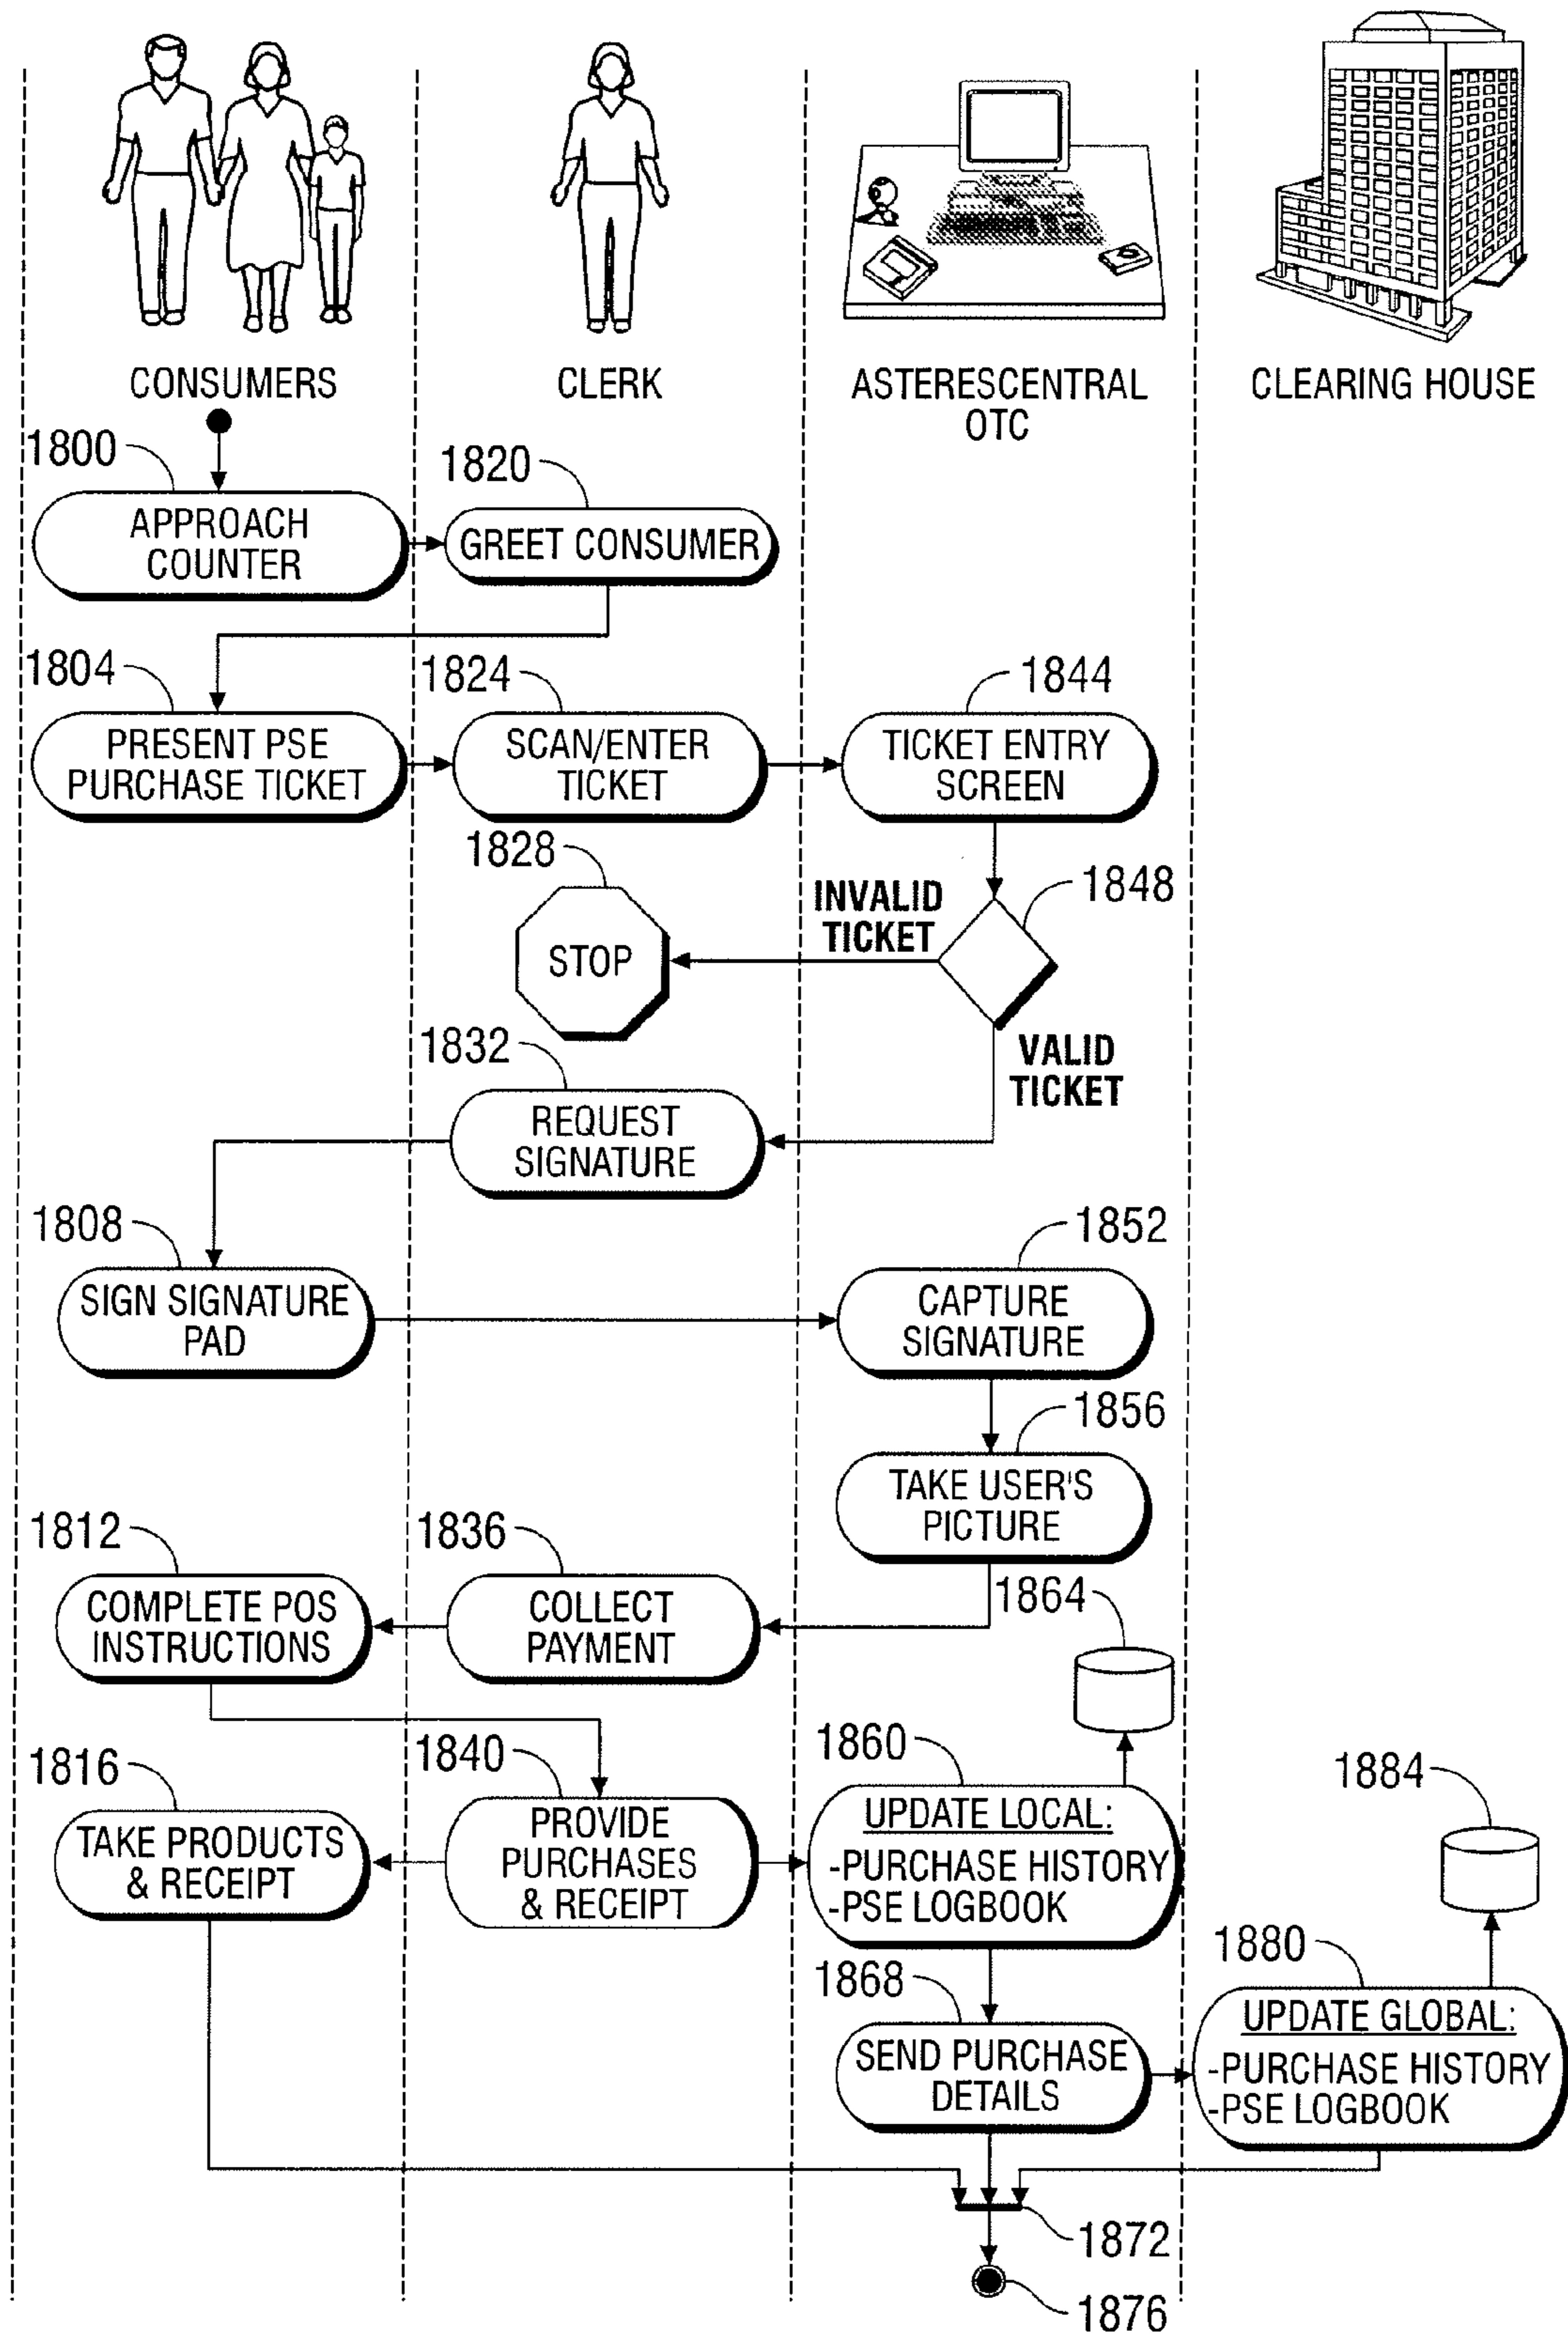 CONSUMERS
CLERK
ASTERESCENTRAL
OTC
CLEARING HOUSE
1800
APPROACH
COUNTER
1820
GREET CONSUMER
1804
PRESENT PSE
PURCHASE TICKET
1824
SCAN/ENTER
TICKET
1844
TICKET ENTRY
SCREEN
1828
STOP
INVALID
TICKET
1848
VALID
TICKET
1832
REQUEST
SIGNATURE
1808
SIGN SIGNATURE
PAD
1852
CAPTURE
SIGNATURE
1856
TAKE USER'S
PICTURE
1812
COMPLETE POS
INSTRUCTIONS
1836
COLLECT
PAYMENT
1864
1816
TAKE PRODUCTS
& RECEIPT
1840
PROVIDE
PURCHASES
& RECEIPT
1860
UPDATE LOCAL:
-PURCHASE HISTORY
-PSE LOGBOOK
1884
1868
SEND PURCHASE
DETAILS
1880
UPDATE GLOBAL:
-PURCHASE HISTORY
-PSE LOGBOOK
1872
1876